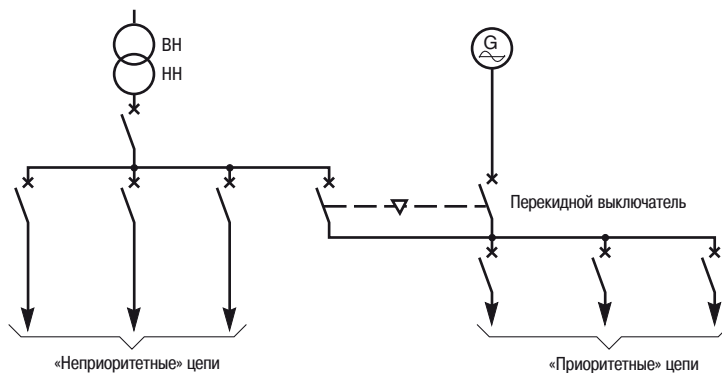 ВН
НН
G
Перекидной выключатель
«Неприоритетные» цепи
«Приоритетные» цепи